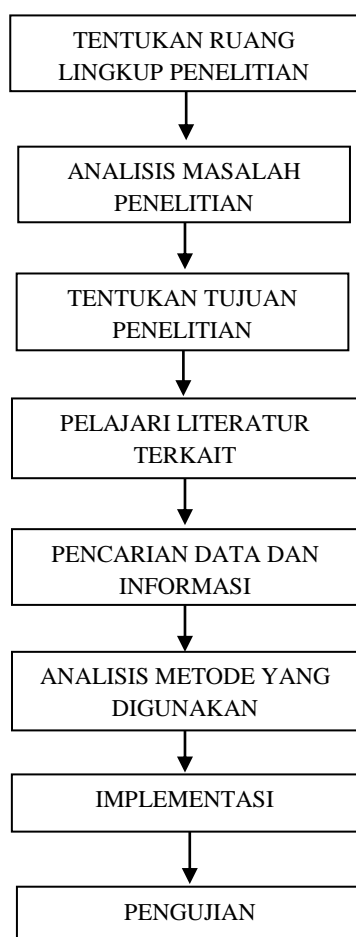 TENTUKAN RUANG
LINGKUP PENELITIAN
ANALISIS MASALAH
PENELITIAN
TENTUKAN TUJUAN
PENELITIAN
PELAJARI LITERATUR
TERKAIT
PENCARIAN DATA DAN
INFORMASI
ANALISIS METODE YANG
DIGUNAKAN
IMPLEMENTASI
PENGUJIAN